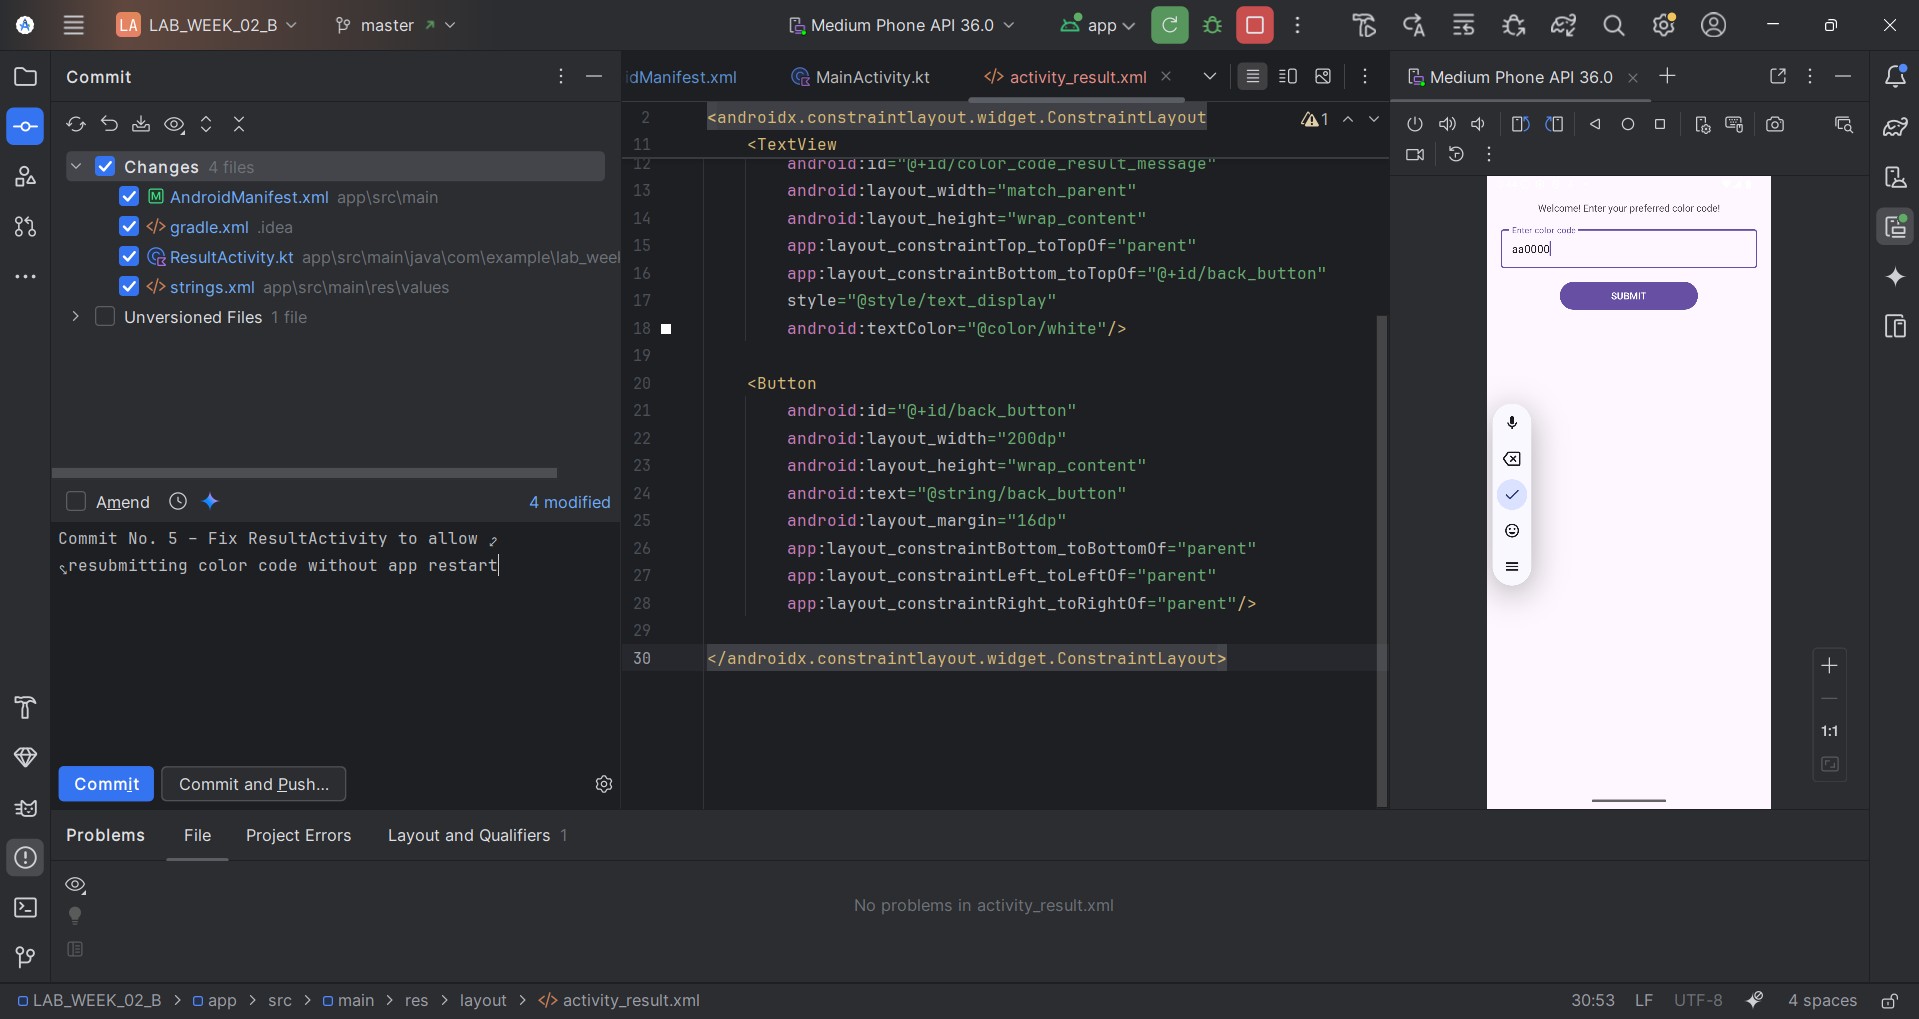 LA LAB_WEEK_02_B master Medium Phone API 36.0 app
Commit
Changes 4 files
AndroidManifest.xml app\src\main
gradle.xml .idea
ResultActivity.kt app\src\main\java\com\example\lab_weel
strings.xml app\src\main\res\values
Unversioned Files 1 file
Amend 4 modified
Commit No. 5 - Fix ResultActivity to allow
resubmitting color code without app restart
Commit Commit and Push...
idManifest.xml MainActivity.kt activity_result.xml
2 <androidx.constraintlayout.widget.ConstraintLayout 1
11 <TextView
12 android:id="@+id/color_code_result_message"
13 android:layout_width="match_parent"
14 android:layout_height="wrap_content"
15 app:layout_constraintTop_toTopOf="parent"
16 app:layout_constraintBottom_toTopOf="@+id/back_button"
17 style="@style/text_display"
18 android:textColor="@color/white"/>
19
20 <Button
21 android:id="@+id/back_button"
22 android:layout_width="200dp"
23 android:layout_height="wrap_content"
24 android:text="@string/back_button"
25 android:layout_margin="16dp"
26 app:layout_constraintBottom_toBottomOf="parent"
27 app:layout_constraintLeft_toLeftOf="parent"
28 app:layout_constraintRight_toRightOf="parent"/>
29
30 </androidx.constraintlayout.widget.ConstraintLayout>
Medium Phone API 36.0
Welcome! Enter your preferred color code!
Enter color code
aa0000
SUBMIT
1:1
Problems File Project Errors Layout and Qualifiers 1
No problems in activity_result.xml
LAB_WEEK_02_B > app > src > main > res > layout > activity_result.xml 30:53 LF UTF-8 4 spaces